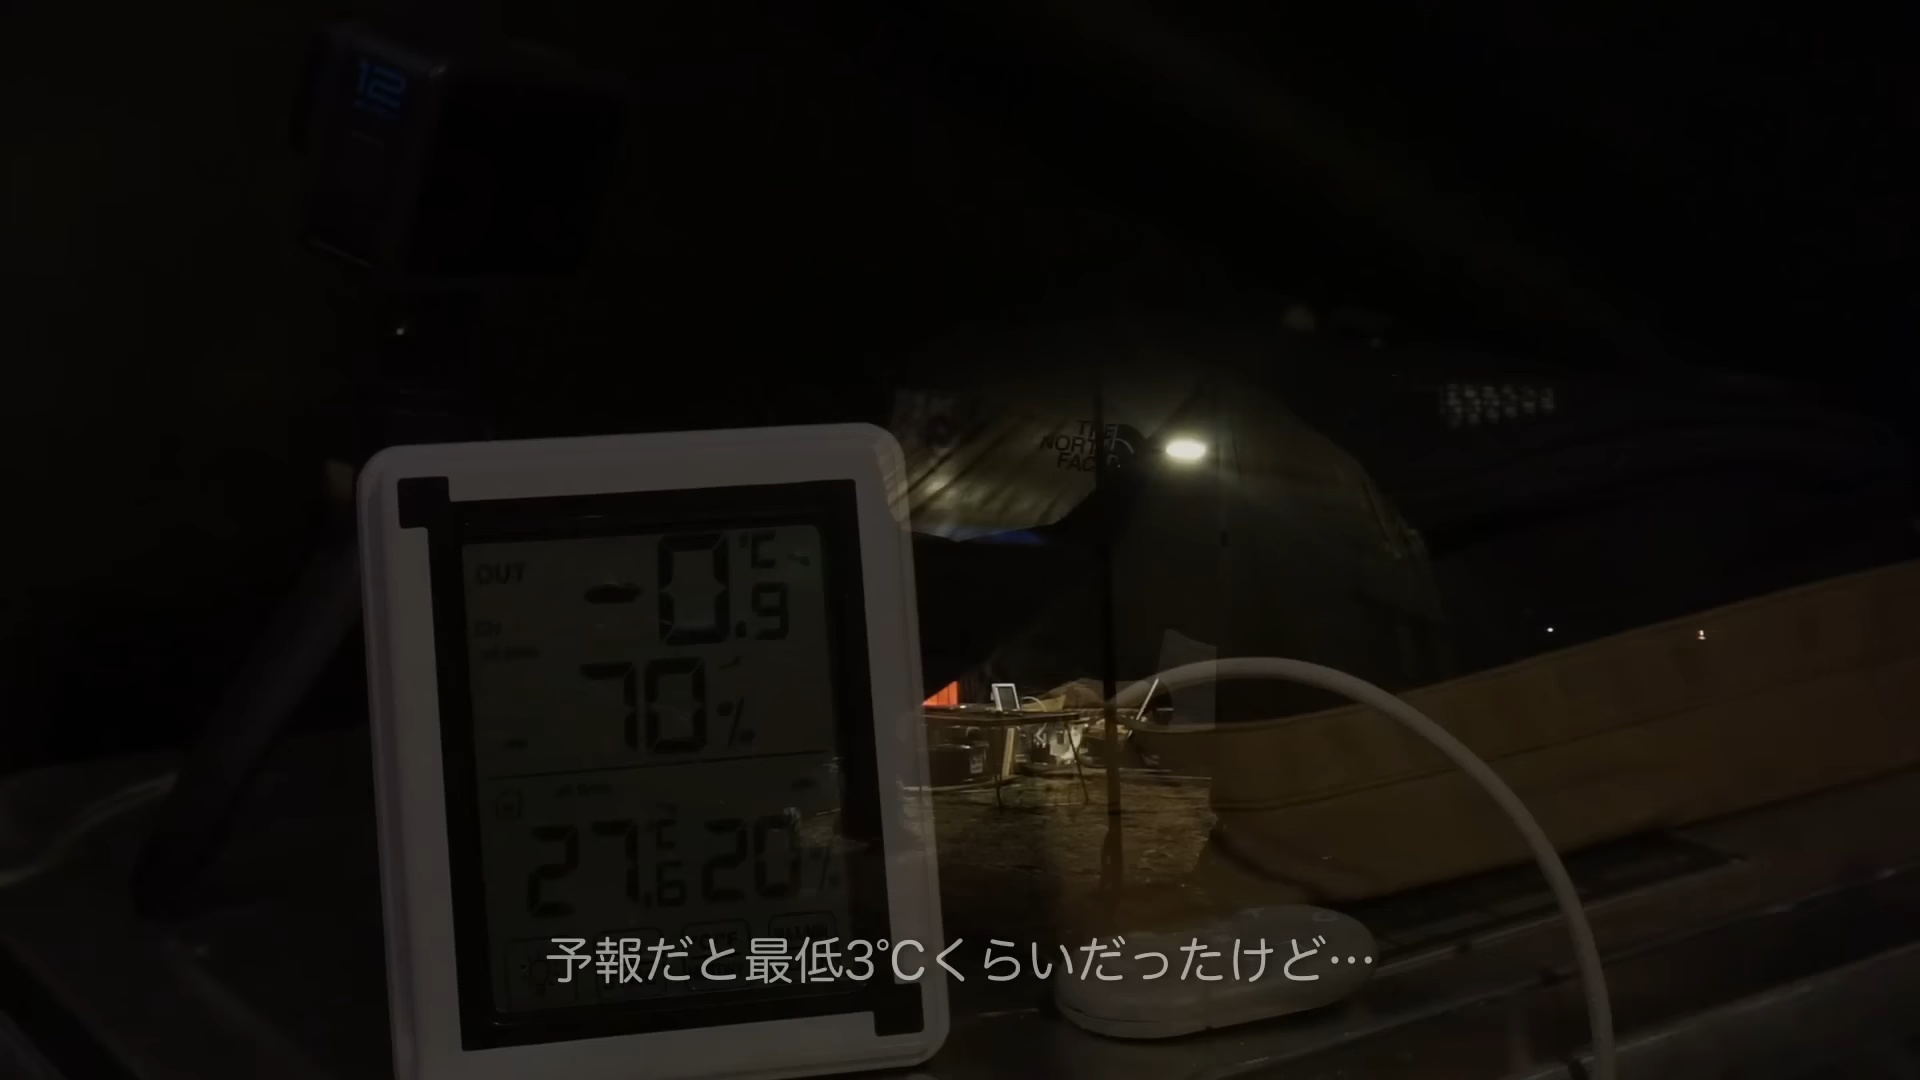 12
THE
NORTH
FACE
OUT
-0.9 ℃
70%
27.6 ℃ 20%
予報だと最低3℃くらいだったけど…